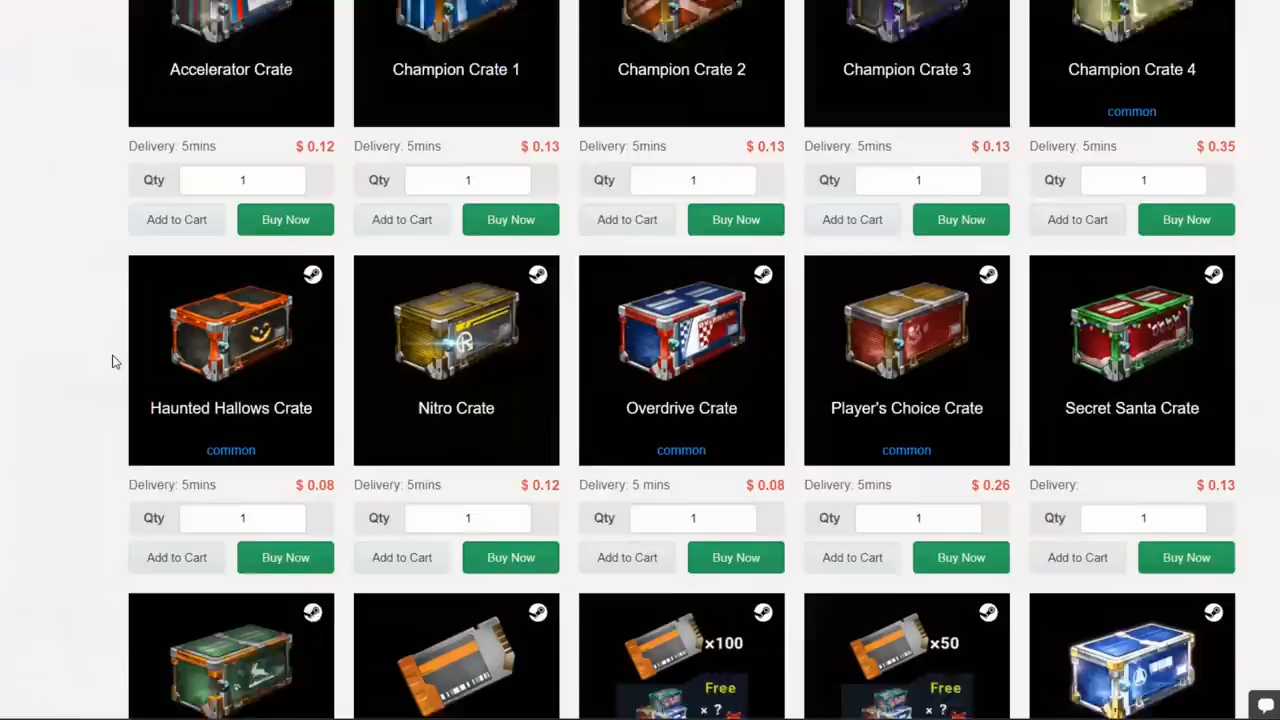 Accelerator Crate
Champion Crate 1
Champion Crate 2
Champion Crate 3
Champion Crate 4
common
Delivery: 5mins $ 0.12
Delivery: 5mins $ 0.13
Delivery: 5mins $ 0.13
Delivery: 5mins $ 0.13
Delivery: 5mins $ 0.35
Qty 1
Qty 1
Qty 1
Qty 1
Qty 1
Add to Cart Buy Now
Add to Cart Buy Now
Add to Cart Buy Now
Add to Cart Buy Now
Add to Cart Buy Now
Haunted Hallows Crate
Nitro Crate
Overdrive Crate
Player's Choice Crate
Secret Santa Crate
common
common
common
Delivery: 5mins $ 0.08
Delivery: 5mins $ 0.12
Delivery: 5 mins $ 0.08
Delivery: 5mins $ 0.26
Delivery: $ 0.13
Qty 1
Qty 1
Qty 1
Qty 1
Qty 1
Add to Cart Buy Now
Add to Cart Buy Now
Add to Cart Buy Now
Add to Cart Buy Now
Add to Cart Buy Now
×100
×50
Free
× ?
Free
× ?